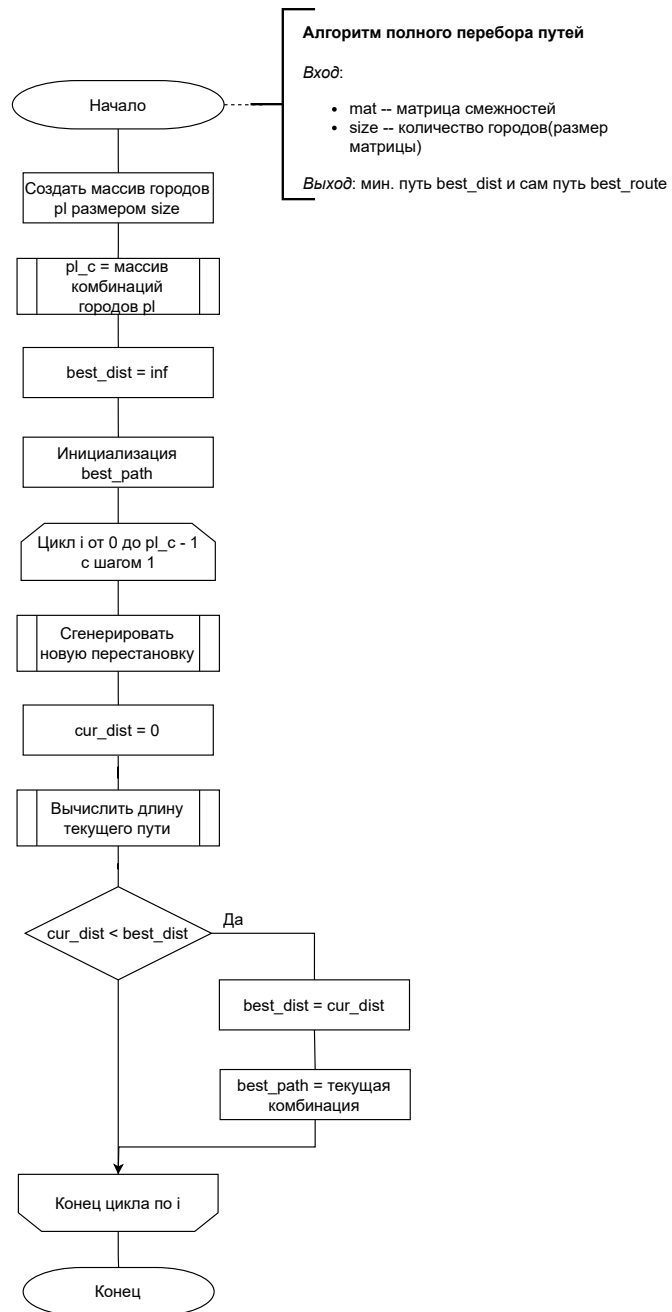 Алгоритм полного перебора путей
Вход:
• mat -- матрица смежностей
• size -- количество городов(размер
матрицы)
Выход: мин. путь best_dist и сам путь best_route
Начало
Создать массив городов
pl размером size
pl_c = массив
комбинаций
городов pl
best_dist = inf
Инициализация
best_path
Цикл i от 0 до pl_c - 1
с шагом 1
Сгенерировать
новую перестановку
cur_dist = 0
Вычислить длину
текущего пути
cur_dist < best_dist
Да
best_dist = cur_dist
best_path = текущая
комбинация
Конец цикла по i
Конец